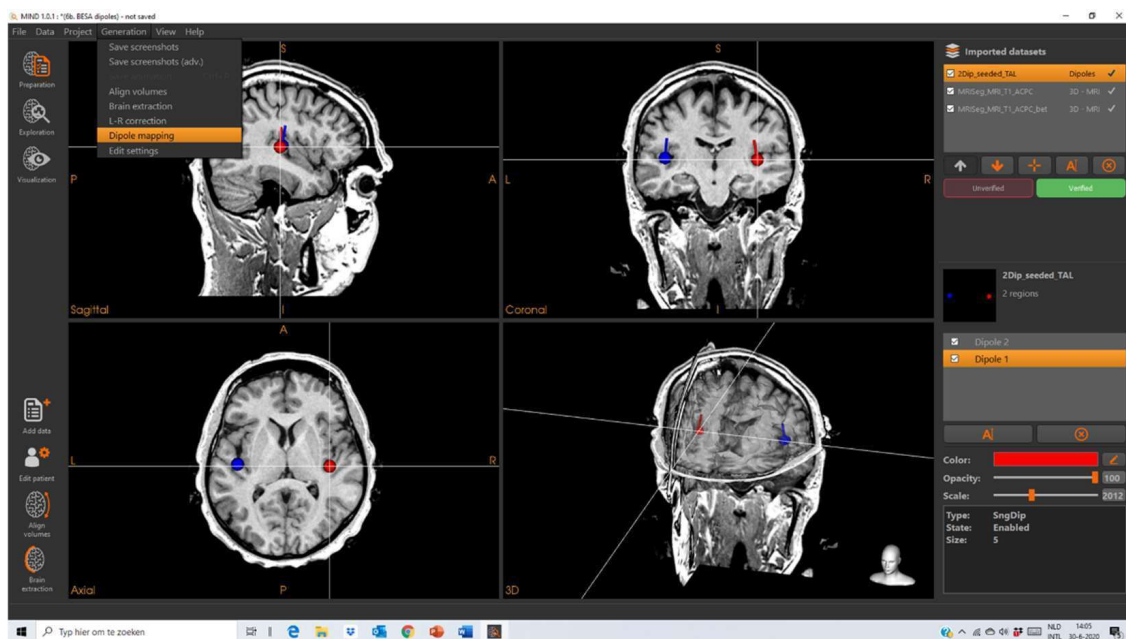 MIND 1.0.1 : *(6b. BESA dipoles) - not saved
File Data Project Generation View Help
Save screenshots
Save screenshots (adv.)
Align volumes
Brain extraction
L-R correction
Dipole mapping
Edit settings
Preparation
Exploration
Visualization
Add data
Edit patient
Align
volumes
Brain
extraction
S
P
A
Sagittal
I
S
L
R
Coronal
I
A
L
R
Axial
P
3D
Imported datasets
2Dip_seeded_TAL Dipoles
MRISeg_MRI_T1_ACPC 3D - MRI
MRISeg_MRI_T1_ACPC_bet 3D - MRI
A
Unverified Verified
2Dip_seeded_TAL
2 regions
Dipole 2
Dipole 1
A
Color:
Opacity: 100
Scale: 2012
Type: SngDip
State: Enabled
Size: 5
Typ hier om te zoeken
NLD 14:05
INTL 30-6-2020